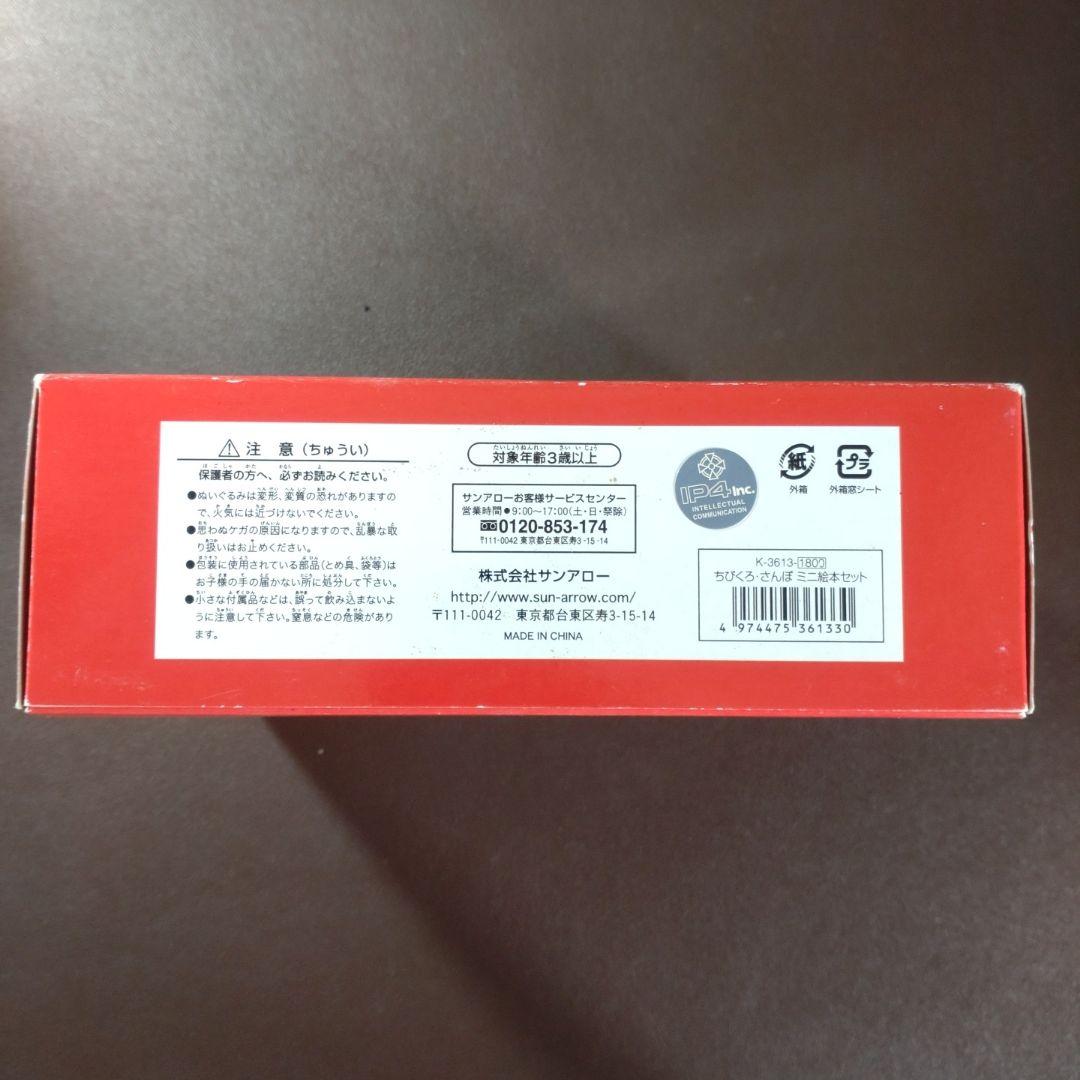 ⚠ 注 意 (ちゅうい)
保護者の方へ、必ずお読みください。
●ぬいぐるみは変形、変質の恐れがありますの
で、火気には近づけないでください。
●思わぬケガの原因になりますので、乱暴な取
り扱いはお止めください。
●包装に使用されている部品(とめ具、袋等)は
お子様の手の届かない所に処分して下さい。
●小さな付属品などは、誤って飲み込まないよ
うに注意して下さい。窒息などの危険があり
ます。
対象年齢3歳以上
サンアローお客様サービスセンター
営業時間●9:00〜17:00(土・日・祭除)
0120-853-174
〒111-0042 東京都台東区寿3-15-14
株式会社サンアロー
http://www.sun-arrow.com/
〒111-0042 東京都台東区寿3-15-14
MADE IN CHINA
IP4 Inc.
INTELLECTUAL
COMMUNICATION
紙
外箱
プラ
外箱窓シート
K-3613-1800
ちびくろ・さんぼ ミニ絵本セット
4 974475 361330